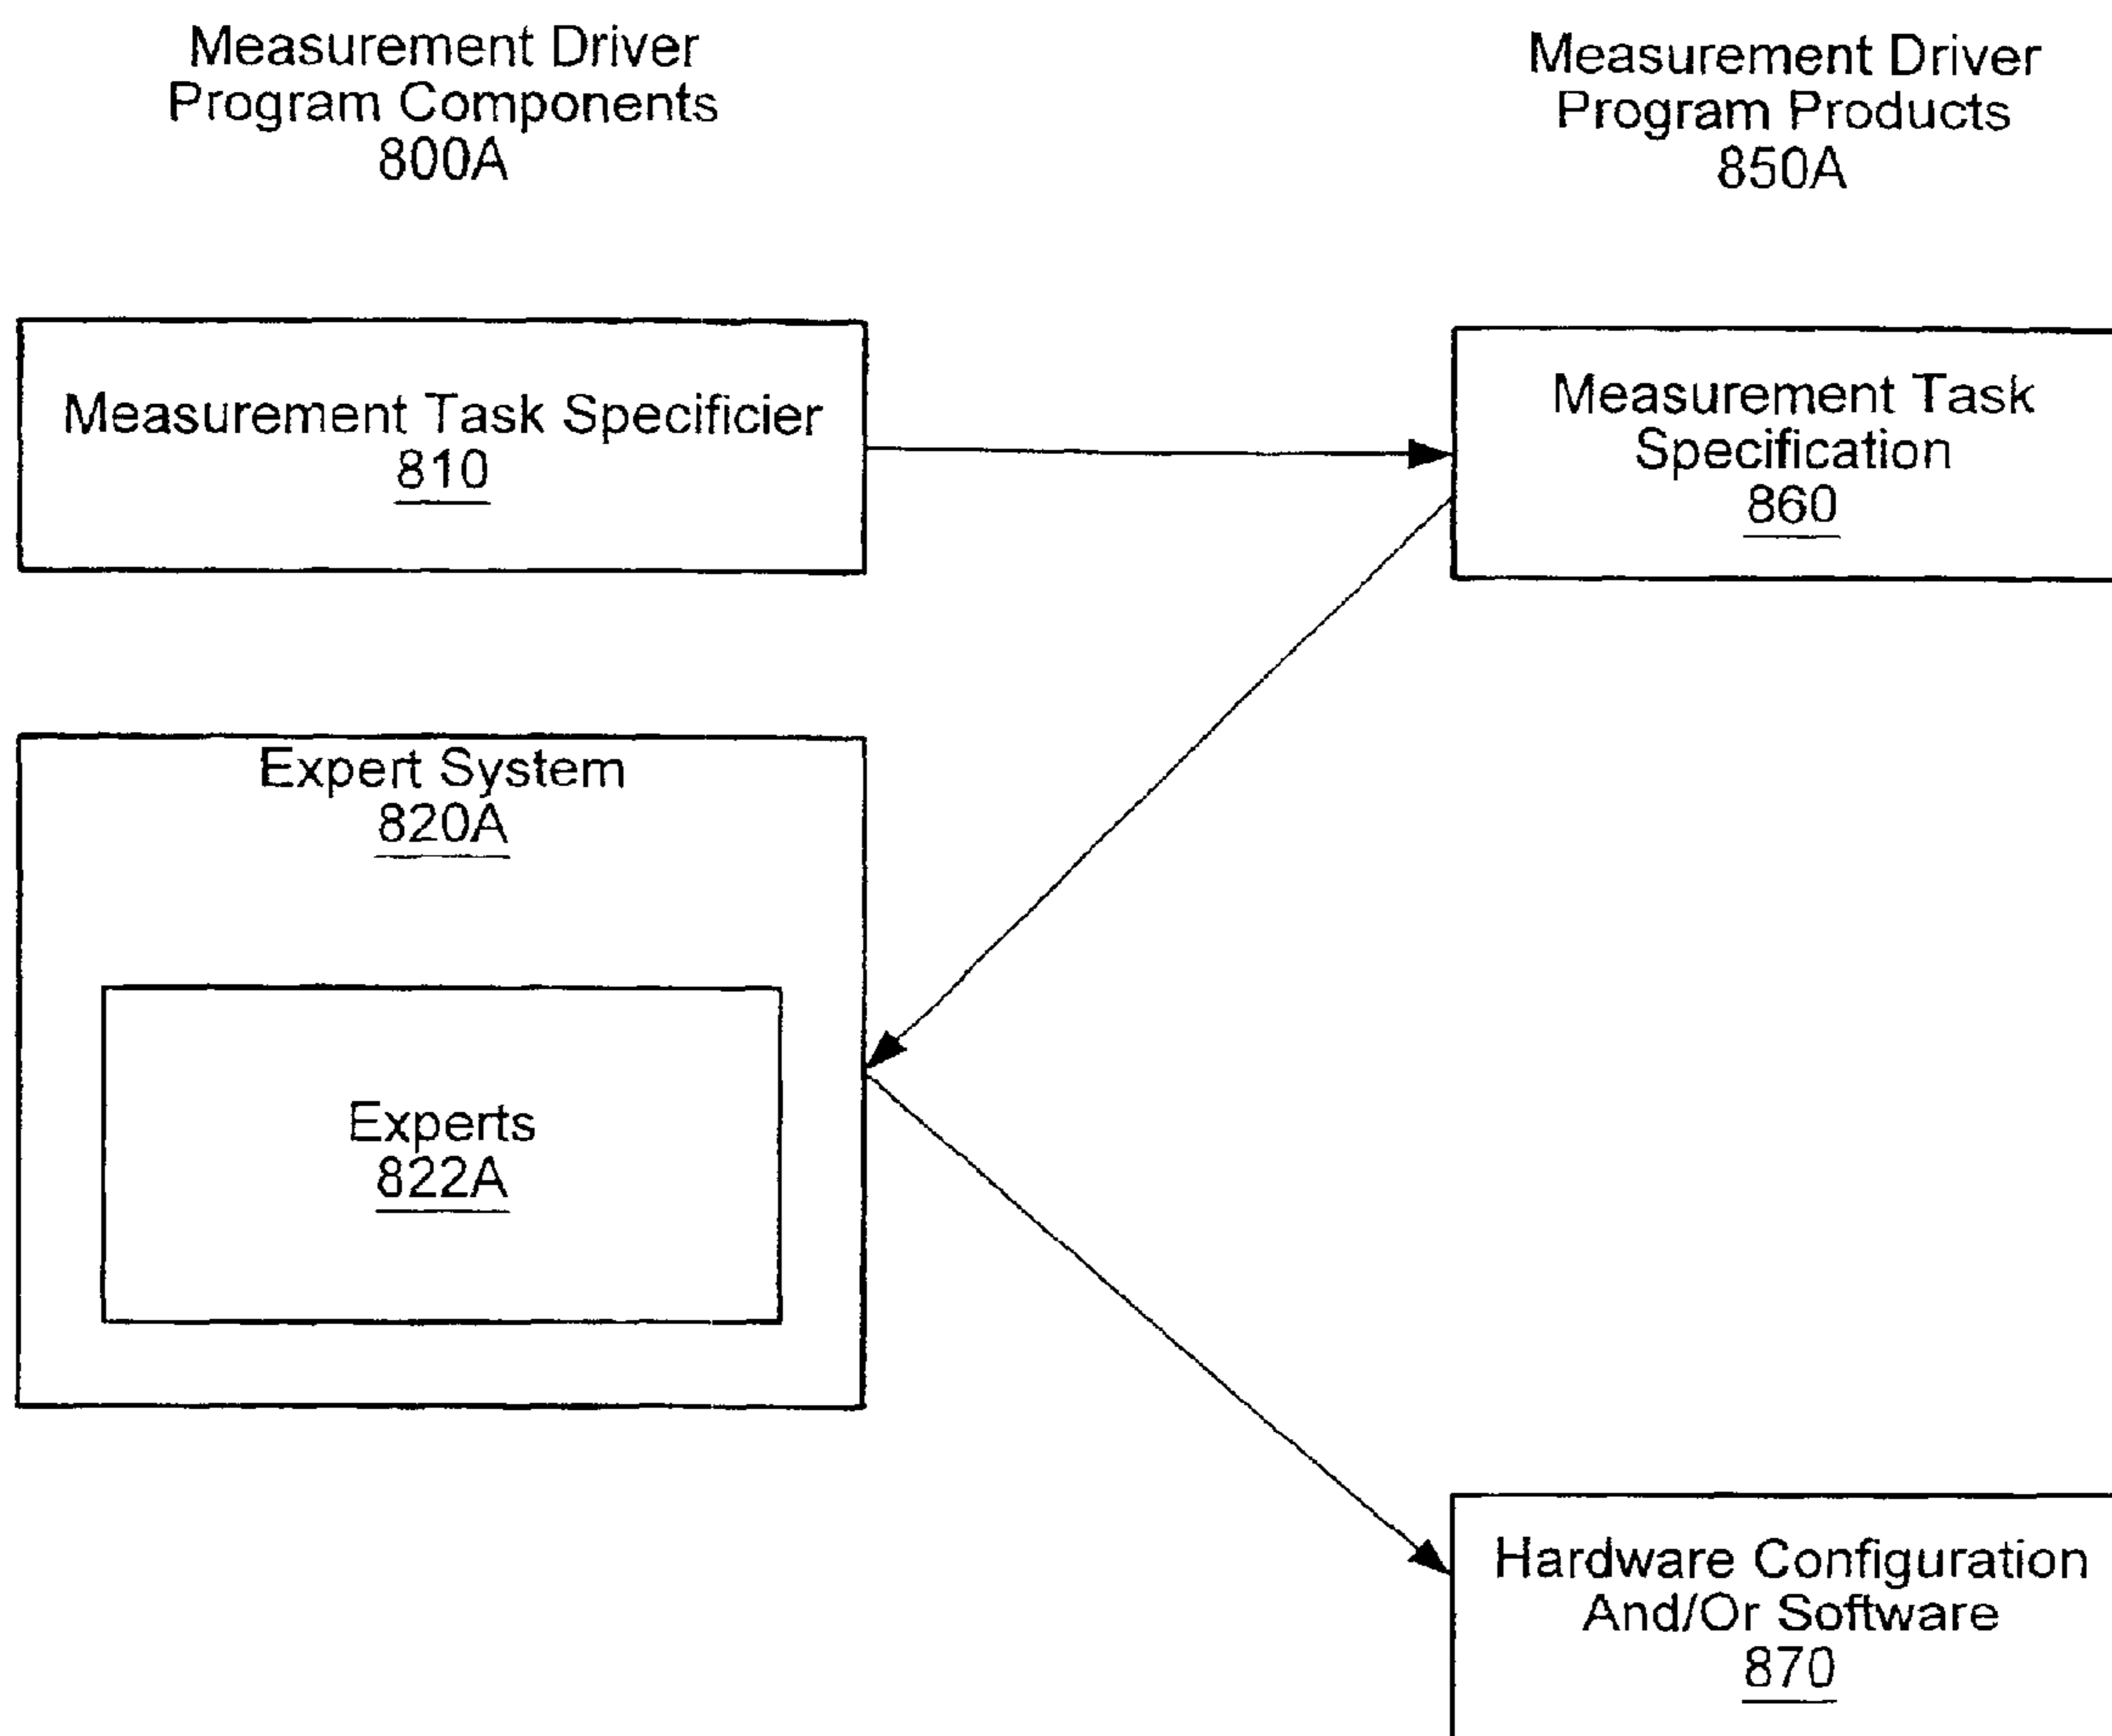 Measurement Driver
Program Components
800A
Measurement Driver
Program Products
850A
Measurement Task Specificier
810
Measurement Task
Specification
860
Expert System
820A
Experts
822A
Hardware Configuration
And/Or Software
870